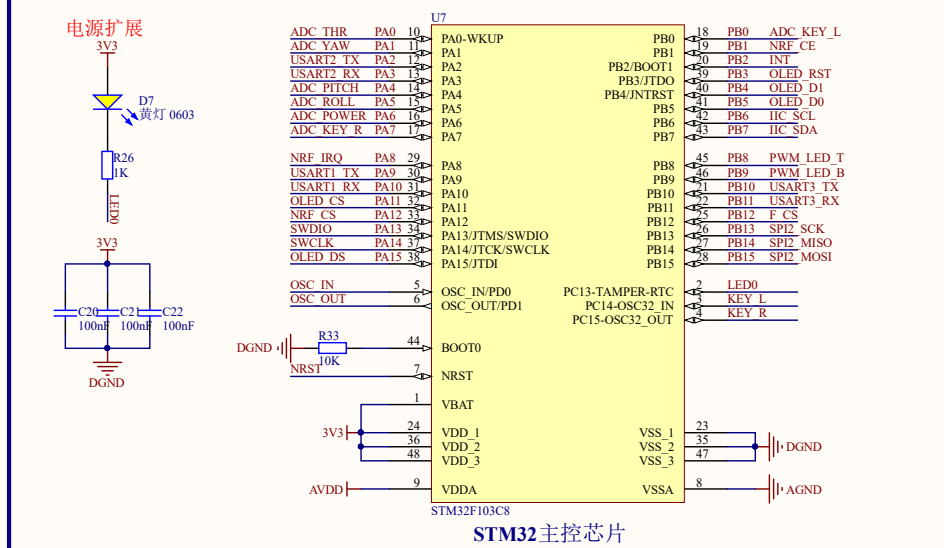 电源扩展
3V3
D7
黄灯 0603
R26
1K
LED0
3V3
C20
100nF
C21
100nF
C22
100nF
DGND
U7
ADC_THR PA0 10 PA0-WKUP
ADC_YAW PA1 11 PA1
USART2_TX PA2 12 PA2
USART2_RX PA3 13 PA3
ADC_PITCH PA4 14 PA4
ADC_ROLL PA5 15 PA5
ADC_POWER PA6 16 PA6
ADC_KEY_R PA7 17 PA7
NRF_IRQ PA8 29 PA8
USART1_TX PA9 30 PA9
USART1_RX PA10 31 PA10
OLED_CS PA11 32 PA11
NRF_CS PA12 33 PA12
SWDIO PA13 34 PA13/JTMS/SWDIO
SWCLK PA14 37 PA14/JTCK/SWCLK
OLED_DS PA15 38 PA15/JTDI
OSC_IN 5 OSC_IN/PD0
OSC_OUT 6 OSC_OUT/PD1
DGND R33 10K 44 BOOT0
NRST 7 NRST
1 VBAT
3V3 24 VDD_1
36 VDD_2
48 VDD_3
AVDD 9 VDDA
PB0 18 PB0 ADC_KEY_L
PB1 19 PB1 NRF_CE
PB2/BOOT1 20 PB2 INT
PB3/JTDO 39 PB3 OLED_RST
PB4/JNTRST 40 PB4 OLED_D1
PB5 41 PB5 OLED_D0
PB6 42 PB6 IIC_SCL
PB7 43 PB7 IIC_SDA
PB8 45 PB8 PWM_LED_T
PB9 46 PB9 PWM_LED_B
PB10 21 PB10 USART3_TX
PB11 22 PB11 USART3_RX
PB12 25 PB12 F_CS
PB13 26 PB13 SPI2_SCK
PB14 27 PB14 SPI2_MISO
PB15 28 PB15 SPI2_MOSI
PC13-TAMPER-RTC 2 LED0
PC14-OSC32_IN 3 KEY_L
PC15-OSC32_OUT 4 KEY_R
VSS_1 23
VSS_2 35 DGND
VSS_3 47
VSSA 8 AGND
STM32F103C8
STM32主控芯片